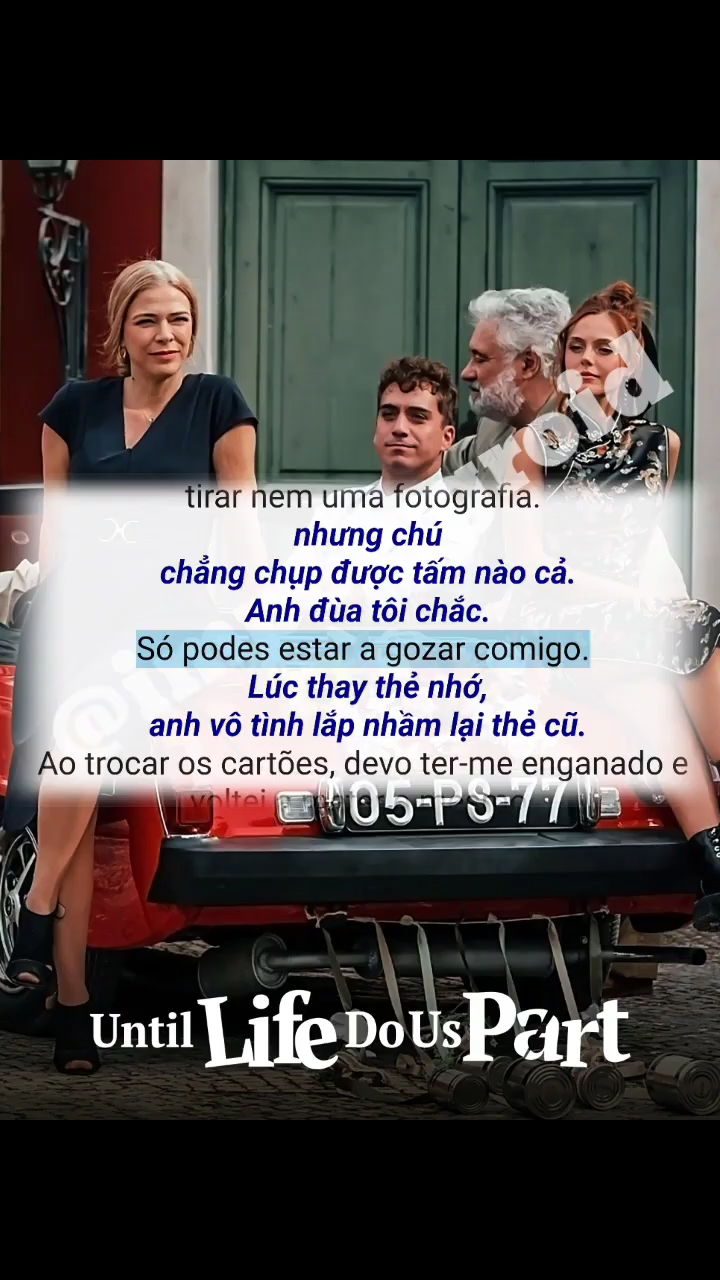 tirar nem uma fotografia.
nhưng chú
chẳng chụp được tấm nào cả.
Anh đùa tôi chắc.
Só podes estar a gozar comigo.
Lúc thay thẻ nhớ,
anh vô tình lắp nhầm lại thẻ cũ.
Ao trocar os cartões, devo ter-me enganado e
voltei a
05-PS-77
Until Life Do Us Part